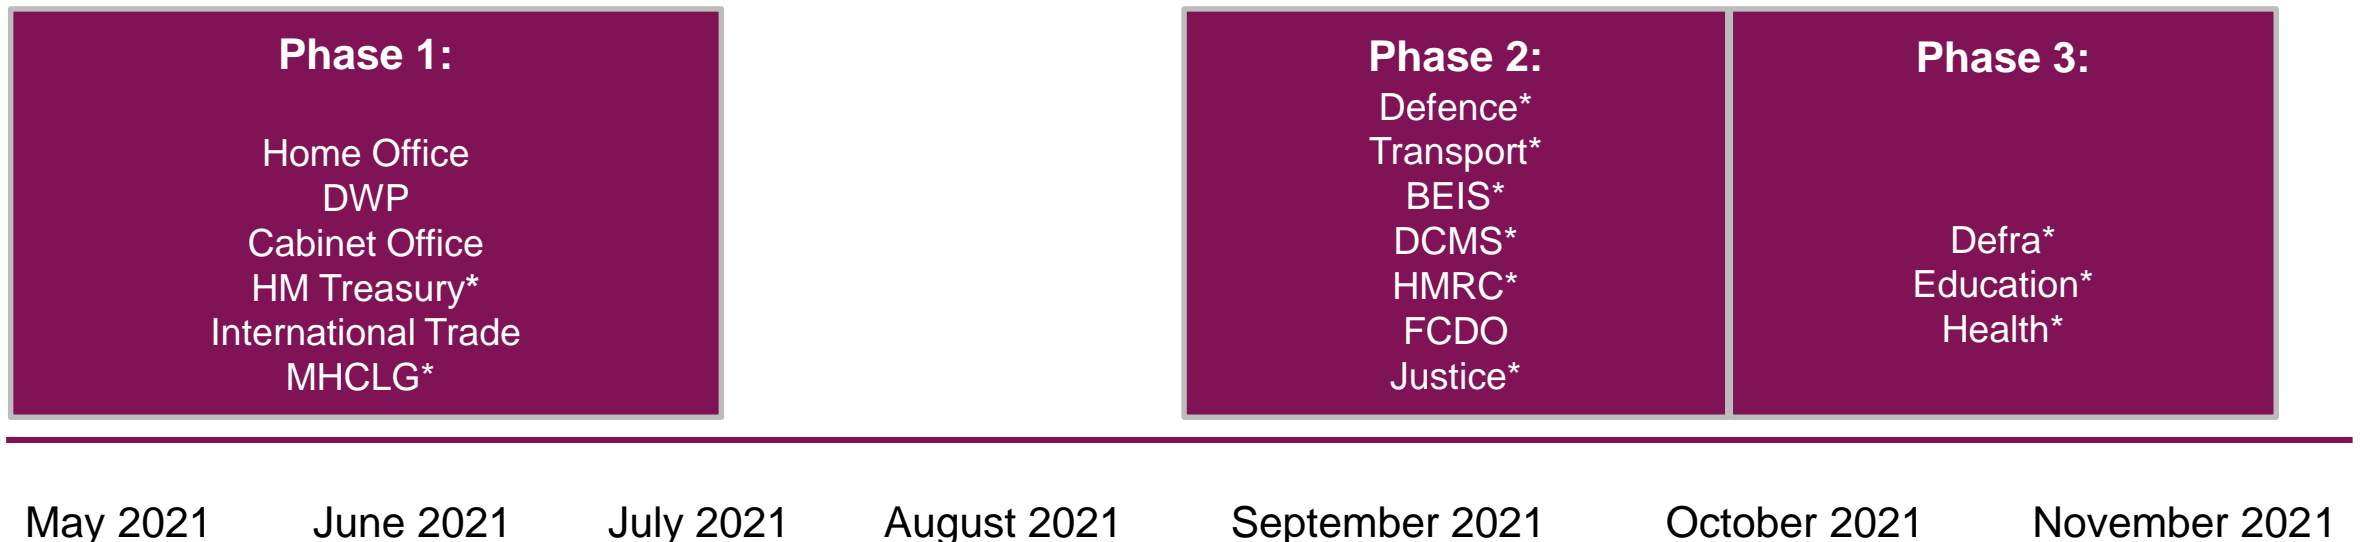 Phase 1:
Home Office
DWP
Cabinet Office
HM Treasury*
International Trade
MHCLG*
Phase 2:
Defence*
Transport*
BEIS*
DCMS*
HMRC*
FCDO
Justice*
Phase 3:
Defra*
Education*
Health*
May 2021 June 2021 July 2021 August 2021 September 2021 October 2021 November 2021